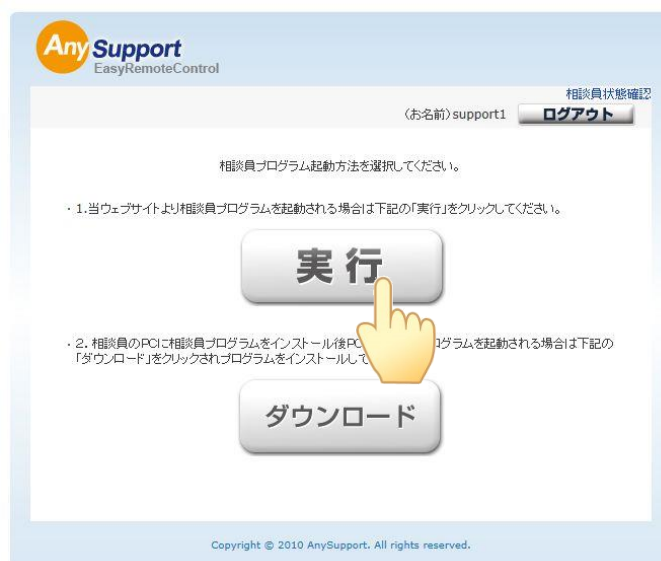 Any Support
EasyRemoteControl
相談員状態確認
(お名前) support1 ログアウト
相談員プログラム起動方法を選択してください。
・1.当ウェブサイトより相談員プログラムを起動される場合は下記の「実行」をクリックしてください。
実行
・2.相談員のPCに相談員プログラムをインストール後PC ログラムを起動される場合は下記の
「ダウンロード」をクリックされプログラムをインストールして
ダウンロード
Copyright © 2010 AnySupport. All rights reserved.